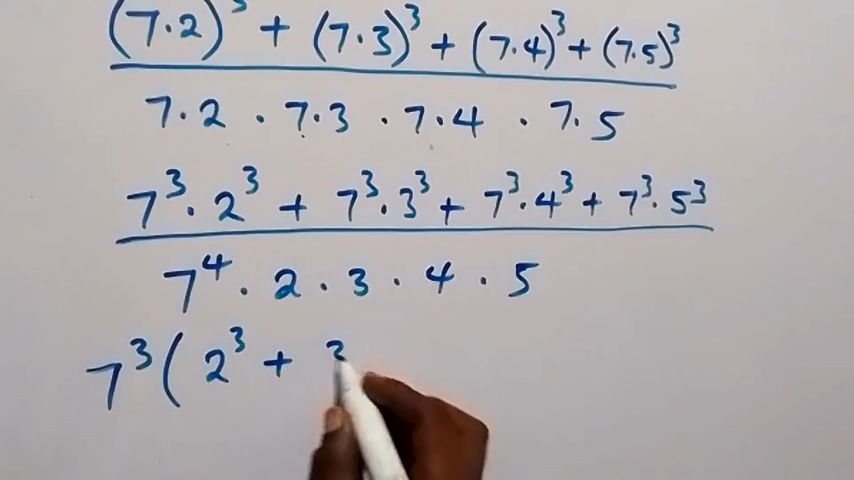 (7·2)³ + (7·3)³ + (7·4)³ + (7·5)³
7·2 · 7·3 · 7·4 · 7·5
7³·2³ + 7³·3³ + 7³·4³ + 7³·5³
7⁴ · 2 · 3 · 4 · 5
7³( 2³ +